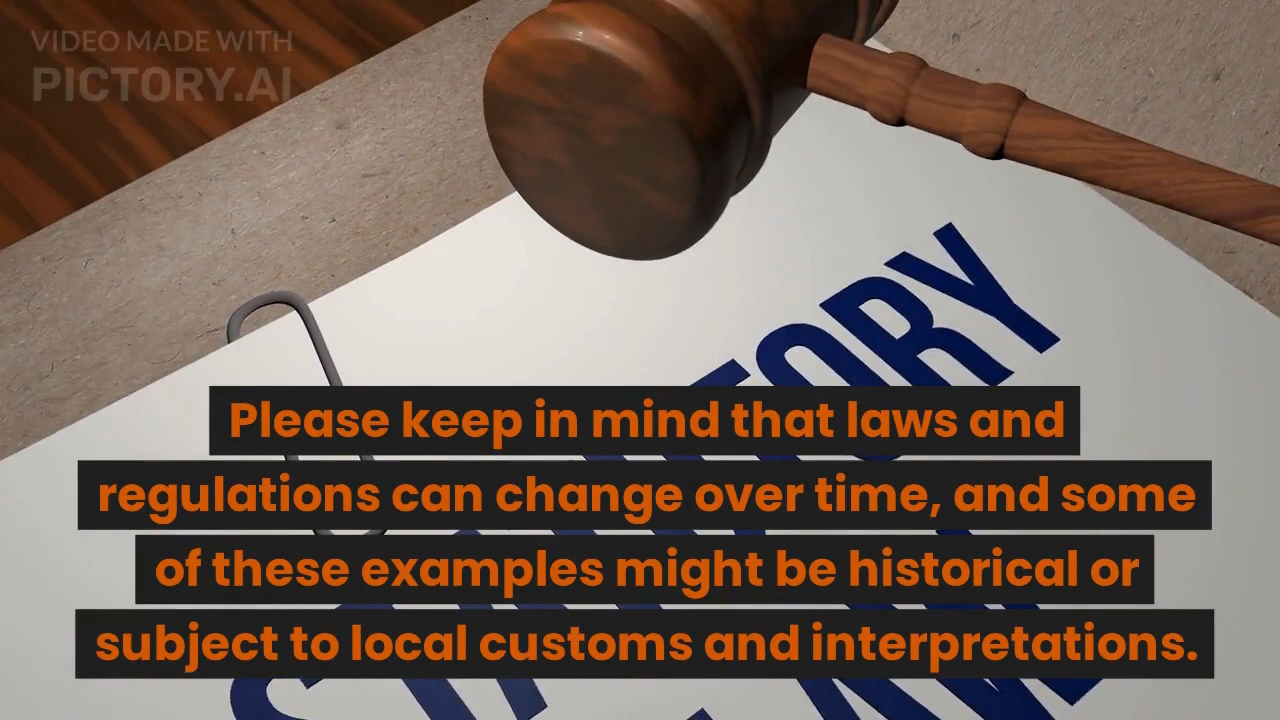 VIDEO MADE WITH
PICTORY.AI
Please keep in mind that laws and
regulations can change over time, and some
of these examples might be historical or
subject to local customs and interpretations.